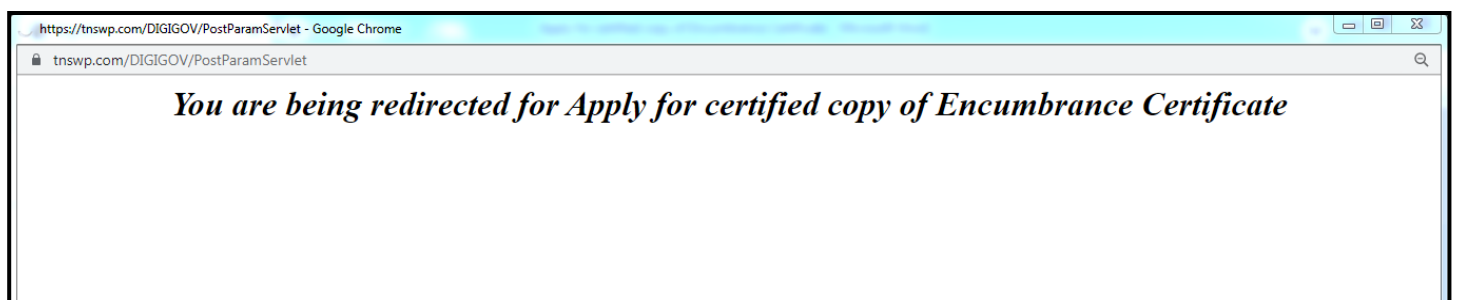 https://tnswp.com/DIGIGOV/PostParamServlet - Google Chrome
tnswp.com/DIGIGOV/PostParamServlet
You are being redirected for Apply for certified copy of Encumbrance Certificate